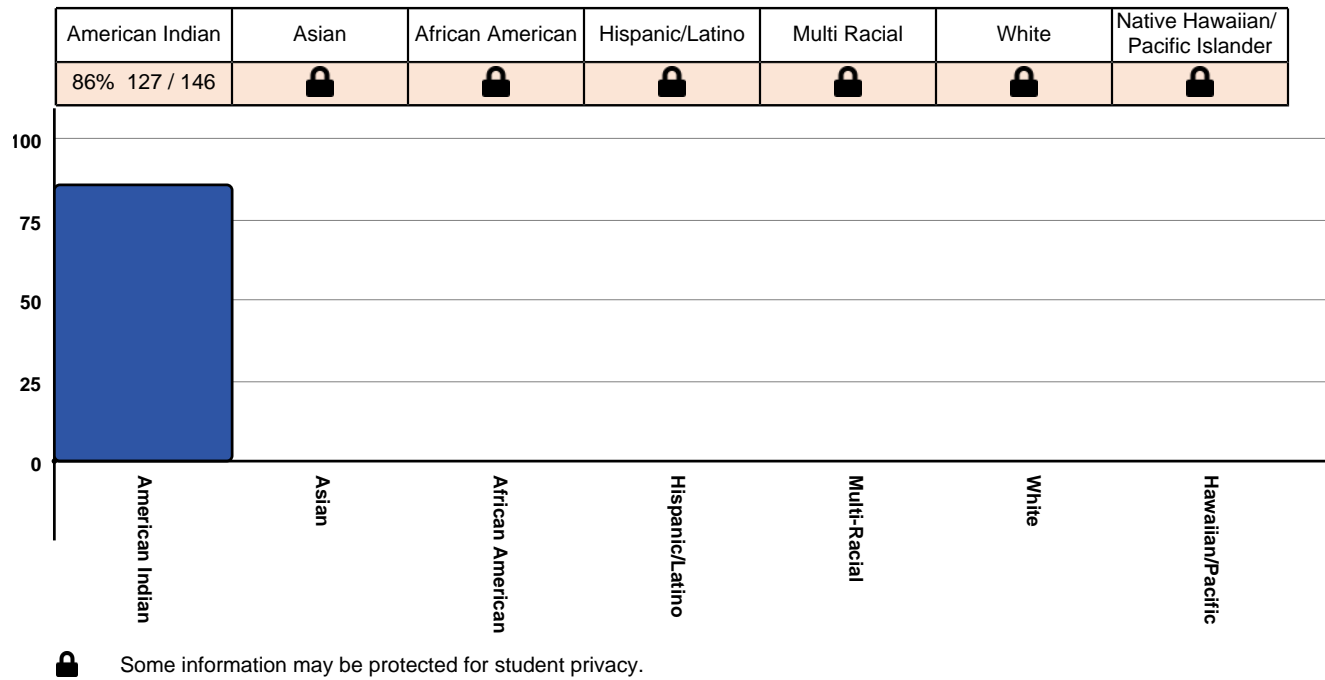 American Indian Asian African American Hispanic/Latino Multi Racial White Native Hawaiian/
Pacific Islander
86% 127 / 146
100
75
50
25
0
American Indian
Asian
African American
Hispanic/Latino
Multi-Racial
White
Hawaiian/Pacific
Some information may be protected for student privacy.